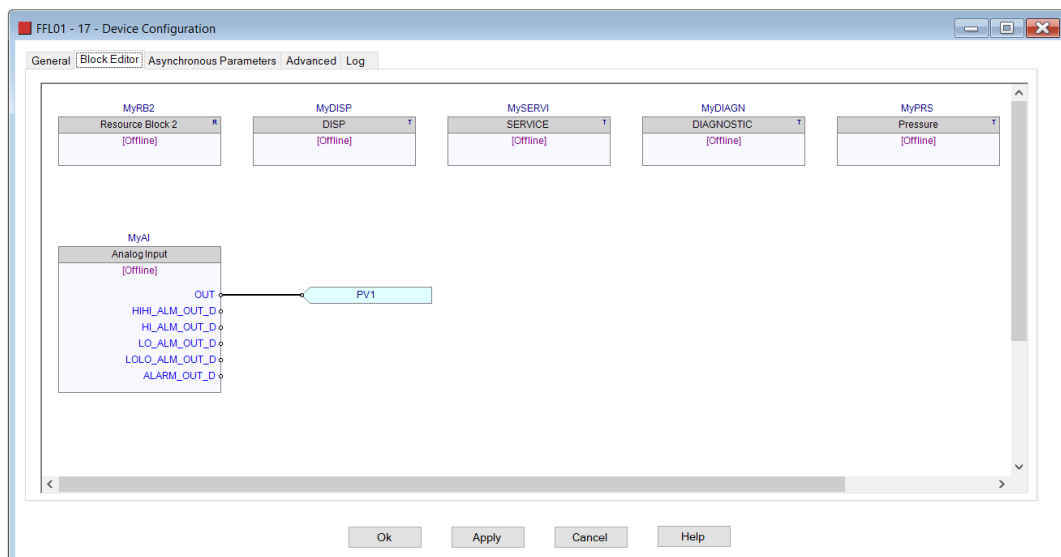 FFL01 - 17 - Device Configuration
General Block Editor Asynchronous Parameters Advanced Log
MyRB2 MyDISP MySERVI MyDIAGN MyPRS
Resource Block 2 R DISP T SERVICE T DIAGNOSTIC T Pressure T
[Offline] [Offline] [Offline] [Offline] [Offline]
MyAI
Analog Input
[Offline]
OUT PV1
HIHI_ALM_OUT_D
HI_ALM_OUT_D
LO_ALM_OUT_D
LOLO_ALM_OUT_D
ALARM_OUT_D
Ok Apply Cancel Help